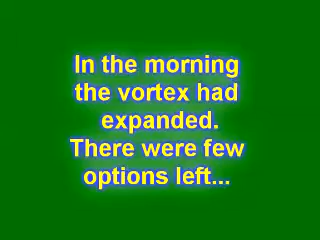 In the morning
the vortex had
expanded.
There were few
options left...